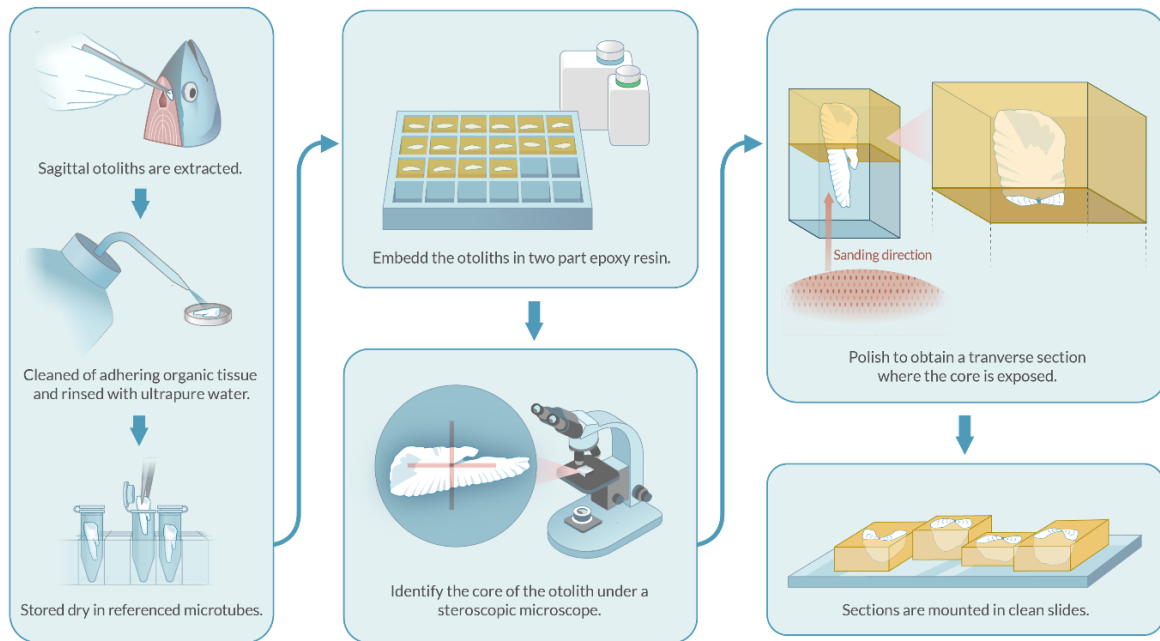 Sagittal otoliths are extracted.
Cleaned of adhering organic tissue
and rinsed with ultrapure water.
Stored dry in referenced microtubes.
Embedd the otoliths in two part epoxy resin.
Identify the core of the otolith under a
steroscopic microscope.
Sanding direction
Polish to obtain a tranverse section
where the core is exposed.
Sections are mounted in clean slides.